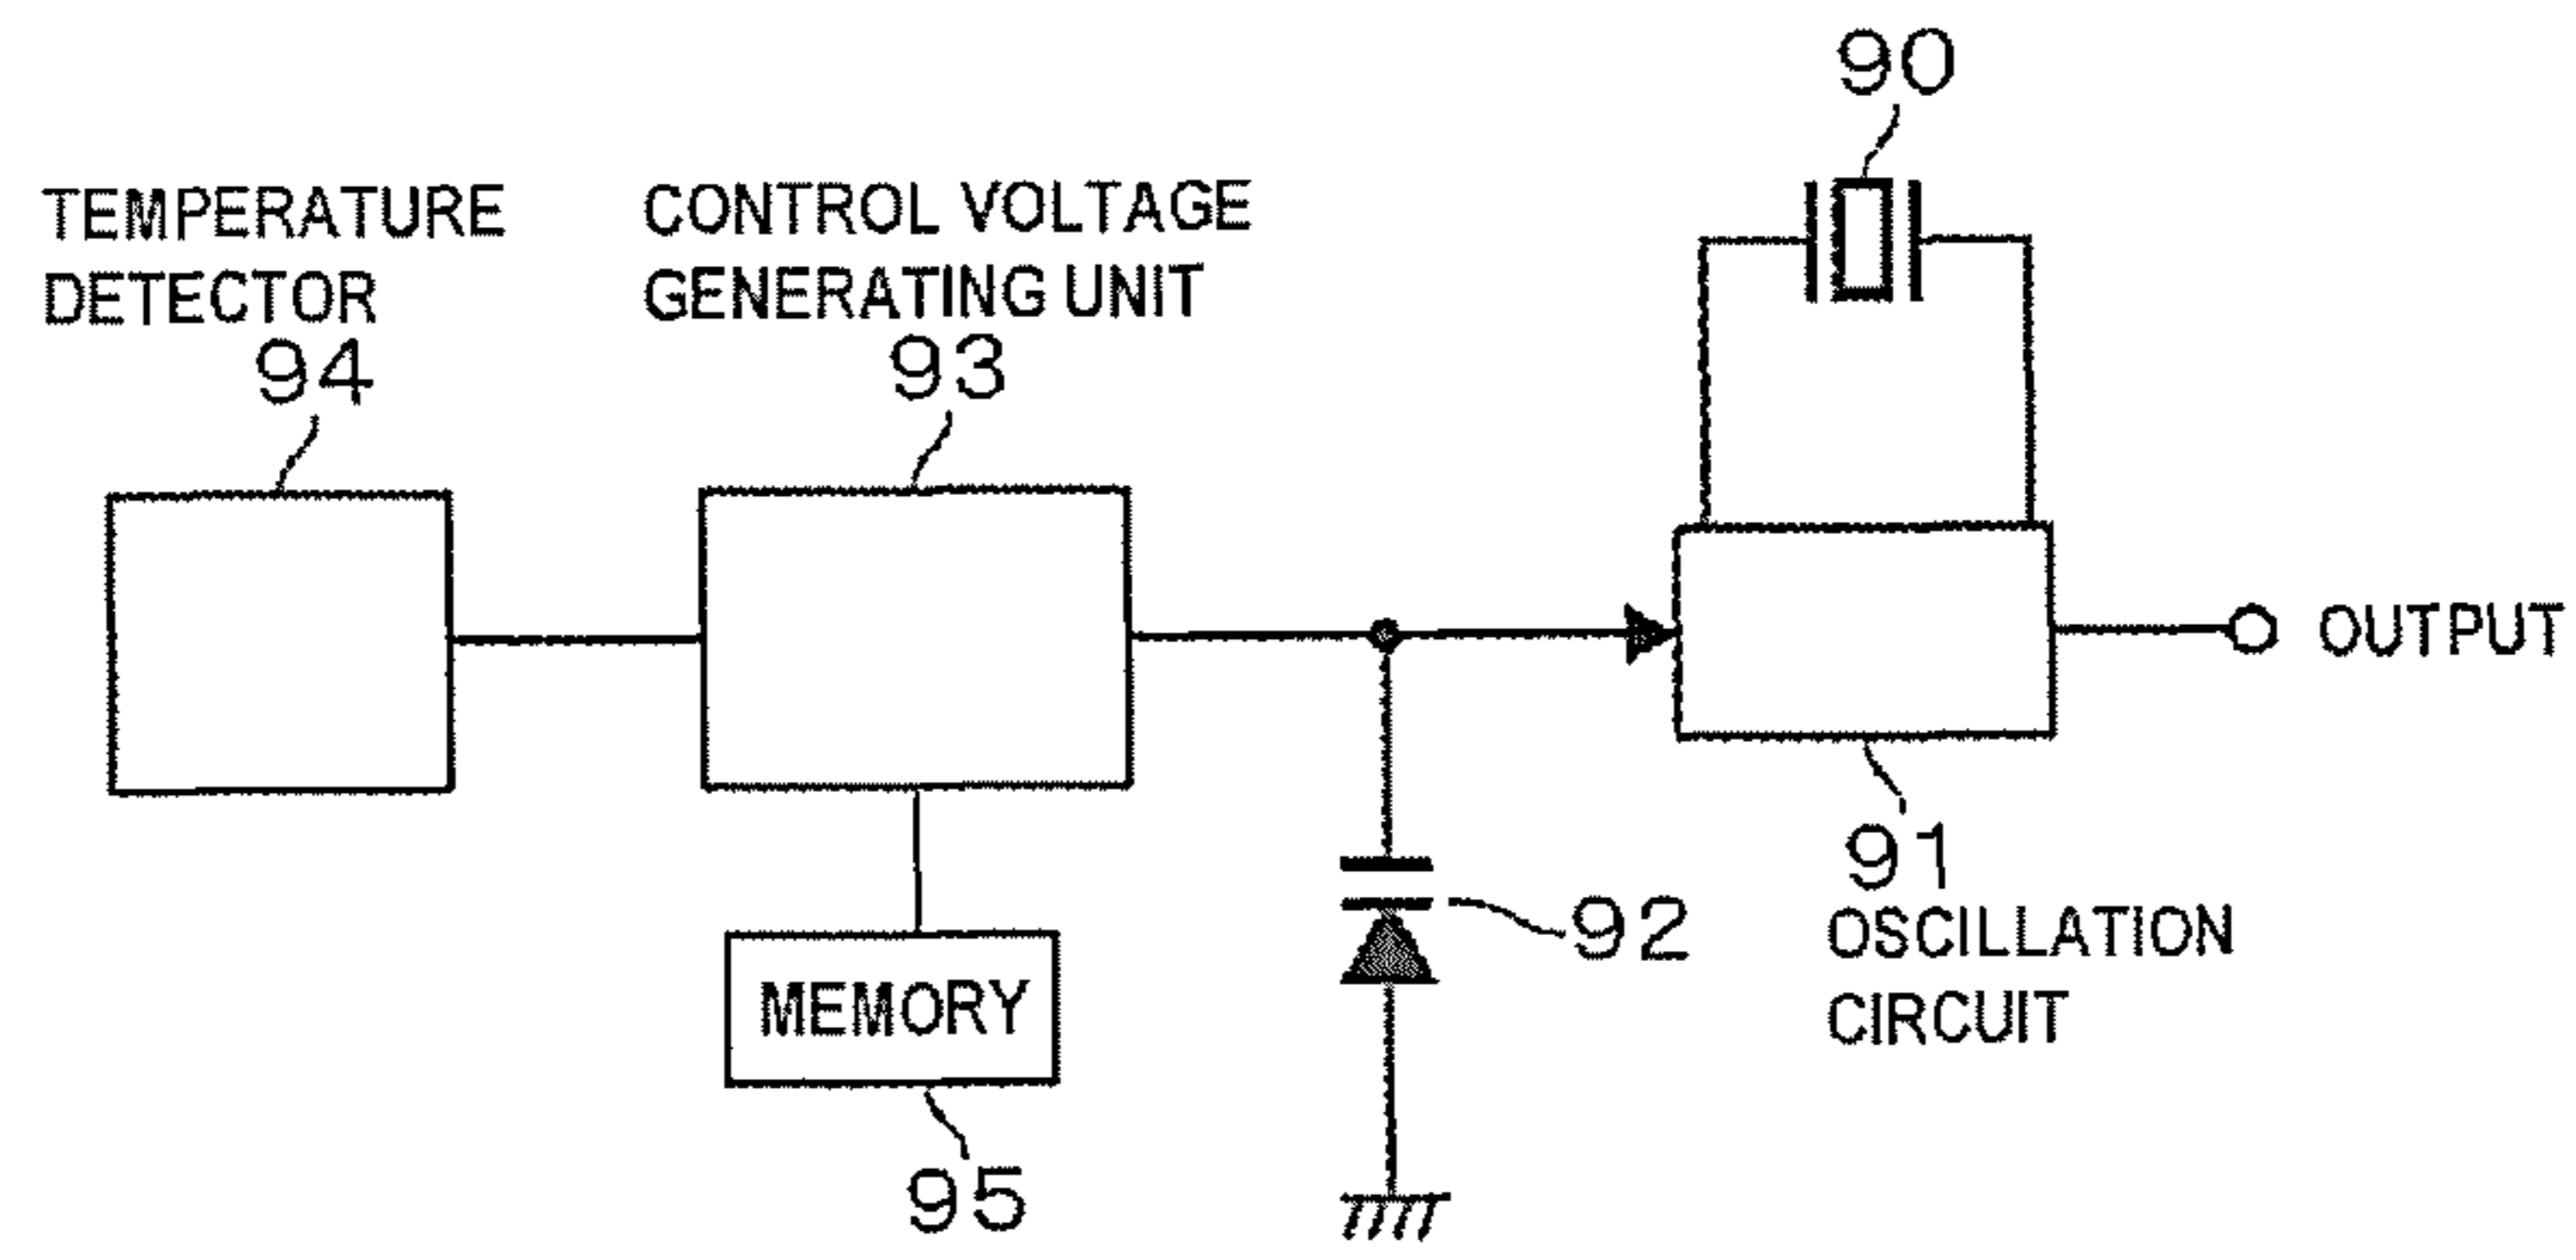 90
TEMPERATURE
DETECTOR
94
CONTROL VOLTAGE
GENERATING UNIT
93
OUTPUT
91
OSCILLATION
CIRCUIT
92
MEMORY
95